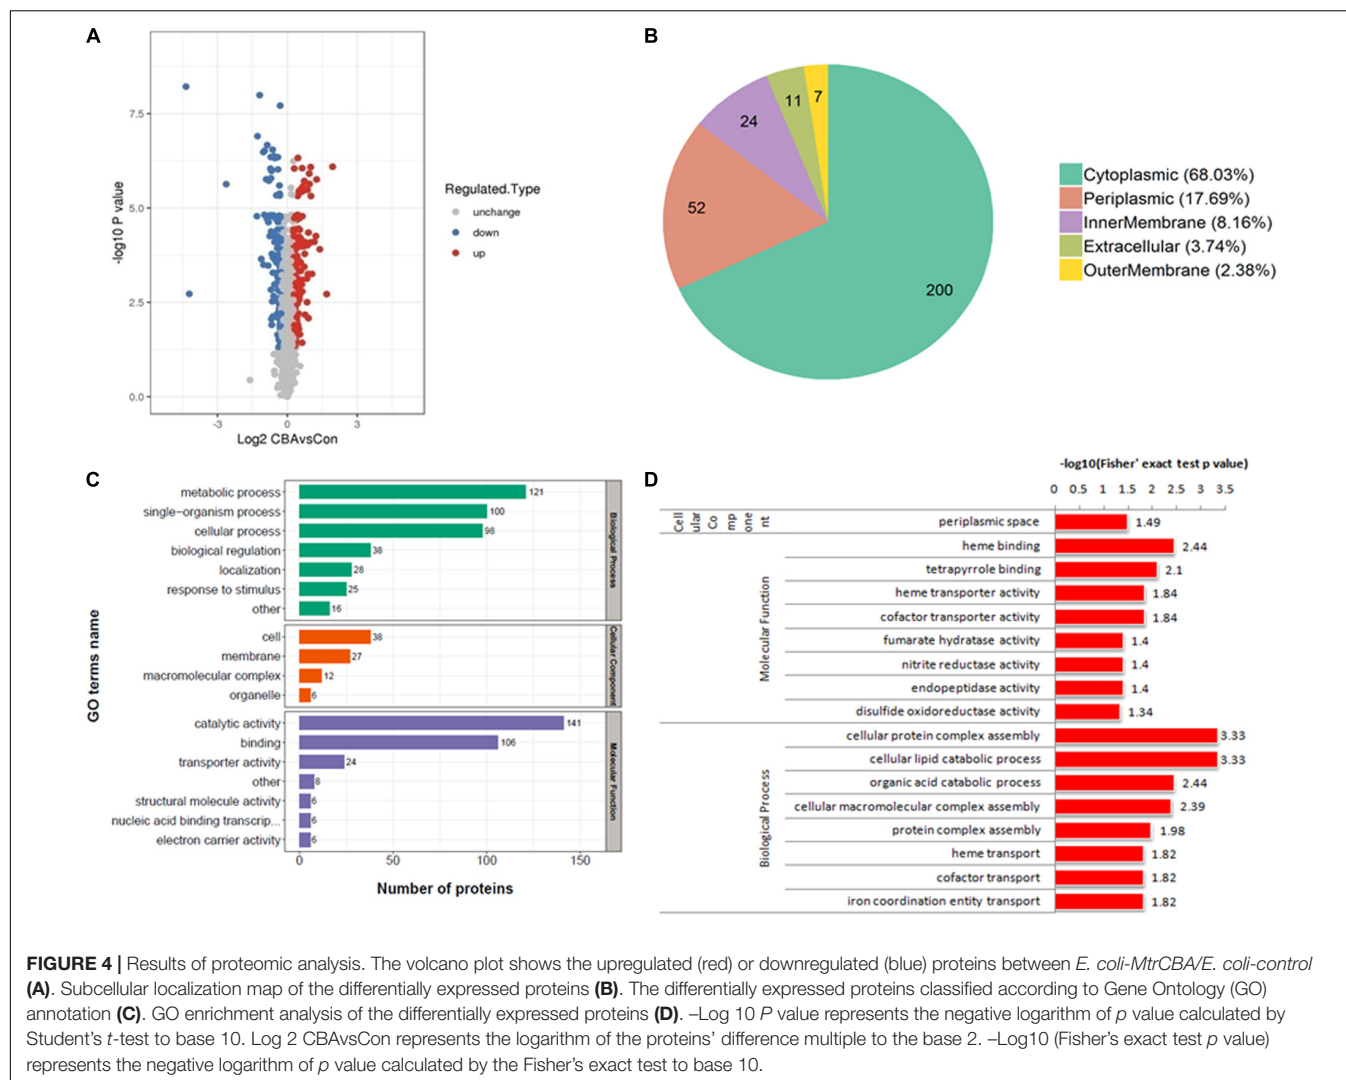 A
7.5
5.0
2.5
0.0
-log10 P value
-3
0
3
Log2 CBAvsCon
Regulated.Type
unchange
down
up
B
7
11
24
52
200
Cytoplasmic (68.03%)
Periplasmic (17.69%)
InnerMembrane (8.16%)
Extracellular (3.74%)
OuterMembrane (2.38%)
C
GO terms name
metabolic process 121
single−organism process 100
cellular process 98
biological regulation 38
localization 28
response to stimulus 25
other 16
Biological Process
cell 38
membrane 27
macromolecular complex 12
organelle 6
Cellular Component
catalytic activity 141
binding 106
transporter activity 24
other 8
structural molecule activity 6
nucleic acid binding transcrip... 6
electron carrier activity 6
Molecular Function
0 50 100 150
Number of proteins
D
-log10(Fisher' exact test p value)
0 0.5 1 1.5 2 2.5 3 3.5
Cell
ular
Co
mp
one
nt
periplasmic space 1.49
Molecular Function
heme binding 2.44
tetrapyrrole binding 2.1
heme transporter activity 1.84
cofactor transporter activity 1.84
fumarate hydratase activity 1.4
nitrite reductase activity 1.4
endopeptidase activity 1.4
disulfide oxidoreductase activity 1.34
Biological Process
cellular protein complex assembly 3.33
cellular lipid catabolic process 3.33
organic acid catabolic process 2.44
cellular macromolecular complex assembly 2.39
protein complex assembly 1.98
heme transport 1.82
cofactor transport 1.82
iron coordination entity transport 1.82
FIGURE 4 | Results of proteomic analysis. The volcano plot shows the upregulated (red) or downregulated (blue) proteins between E. coli-MtrCBA/E. coli-control
(A). Subcellular localization map of the differentially expressed proteins (B). The differentially expressed proteins classified according to Gene Ontology (GO)
annotation (C). GO enrichment analysis of the differentially expressed proteins (D). –Log 10 P value represents the negative logarithm of p value calculated by
Student's t-test to base 10. Log 2 CBAvsCon represents the logarithm of the proteins' difference multiple to the base 2. –Log10 (Fisher's exact test p value)
represents the negative logarithm of p value calculated by the Fisher's exact test to base 10.